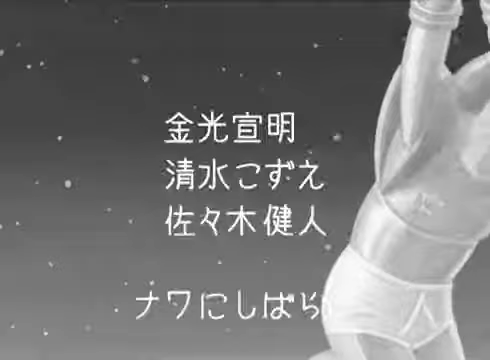 金光宣明
清水こずえ
佐々木健人
ナワにしばら